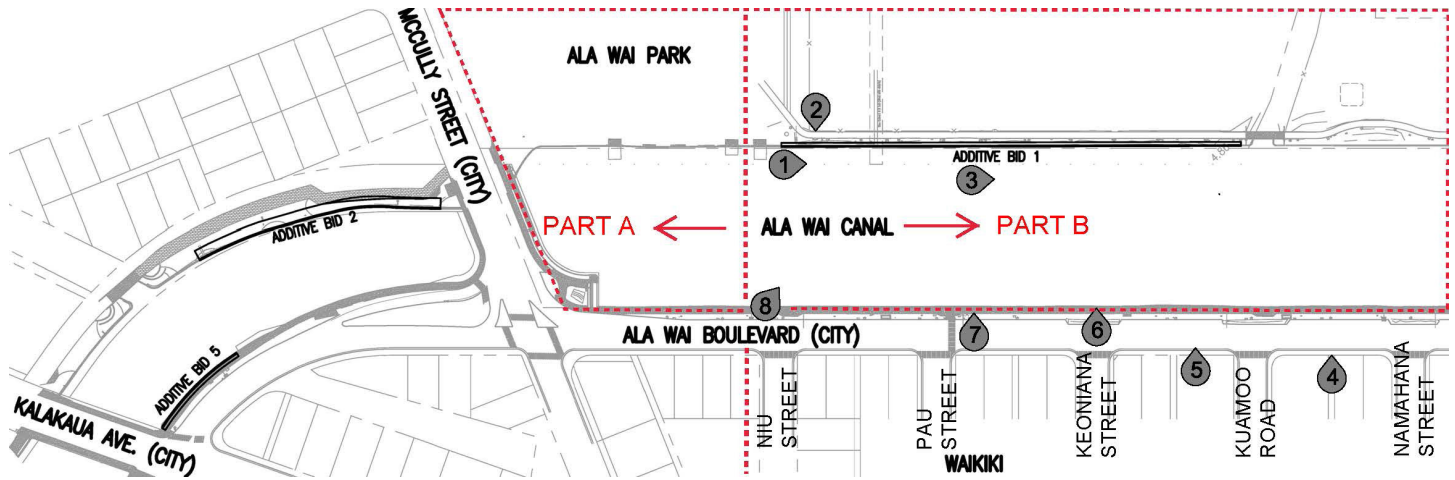 ALA WAI PARK
MCCULLY STREET (CITY)
2
1
ADDITIVE BID 1
4.80
3
ADDITIVE BID 2
PART A
ALA WAI CANAL
PART B
8
7
6
ALA WAI BOULEVARD (CITY)
ADDITIVE BID 5
5
4
KALAKAUA AVE. (CITY)
NIU
STREET
PAU
STREET
KEONIANA
STREET
KUAMOO
ROAD
NAMAHANA
STREET
WAIKIKI